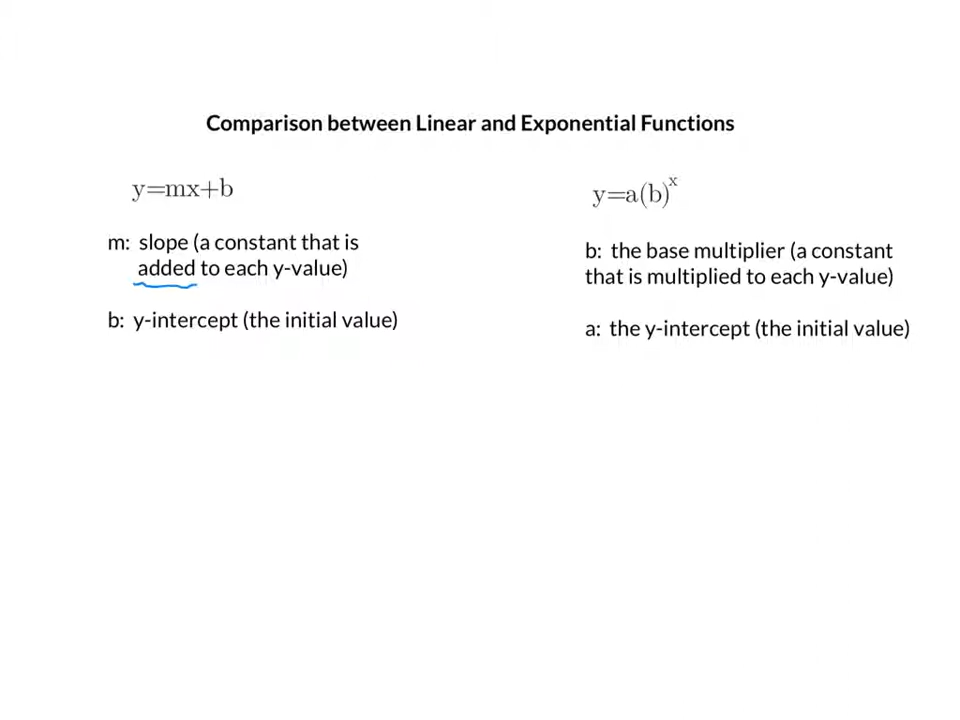 Comparison between Linear and Exponential Functions
y=mx+b
m: slope (a constant that is
added to each y-value)
b: y-intercept (the initial value)
y=a(b)^x
b: the base multiplier (a constant
that is multiplied to each y-value)
a: the y-intercept (the initial value)